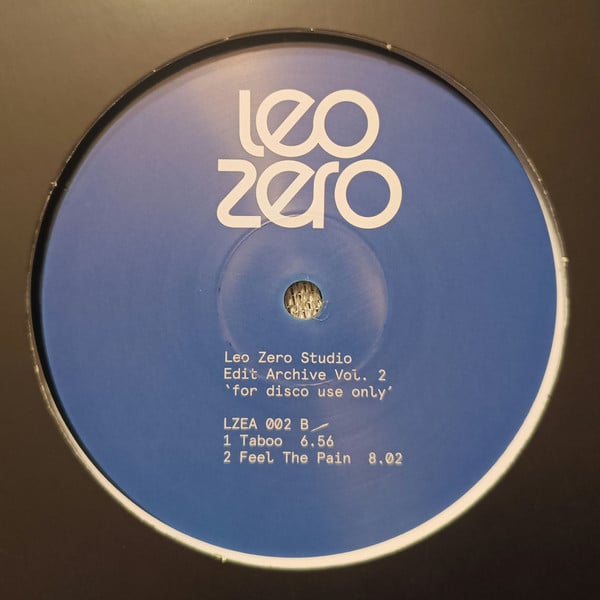 Leo
zero
Leo Zero Studio
Edit Archive Vol. 2
‘for disco use only’
LZEA 002 B
1 Taboo 6.56
2 Feel The Pain 8.02